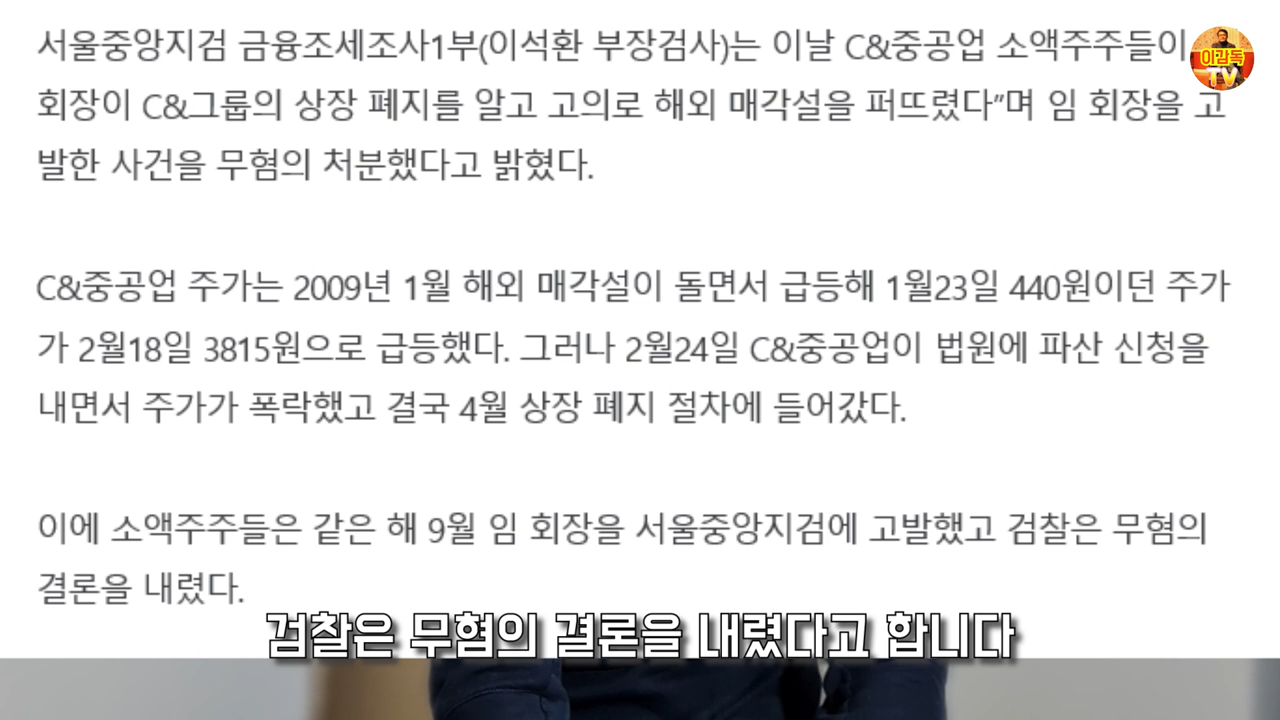 서울중앙지검 금융조세조사1부(이석환 부장검사)는 이날 C&중공업 소액주주들이
회장이 C&그룹의 상장 폐지를 알고 고의로 해외 매각설을 퍼뜨렸다”며 임 회장을 고
발한 사건을 무혐의 처분했다고 밝혔다.
C&중공업 주가는 2009년 1월 해외 매각설이 돌면서 급등해 1월23일 440원이던 주가
가 2월18일 3815원으로 급등했다. 그러나 2월24일 C&중공업이 법원에 파산 신청을
내면서 주가가 폭락했고 결국 4월 상장 폐지 절차에 들어갔다.
이에 소액주주들은 같은 해 9월 임 회장을 서울중앙지검에 고발했고 검찰은 무혐의
결론을 내렸다.
검찰은 무혐의 결론을 내렸다고 합니다
이감독
TV